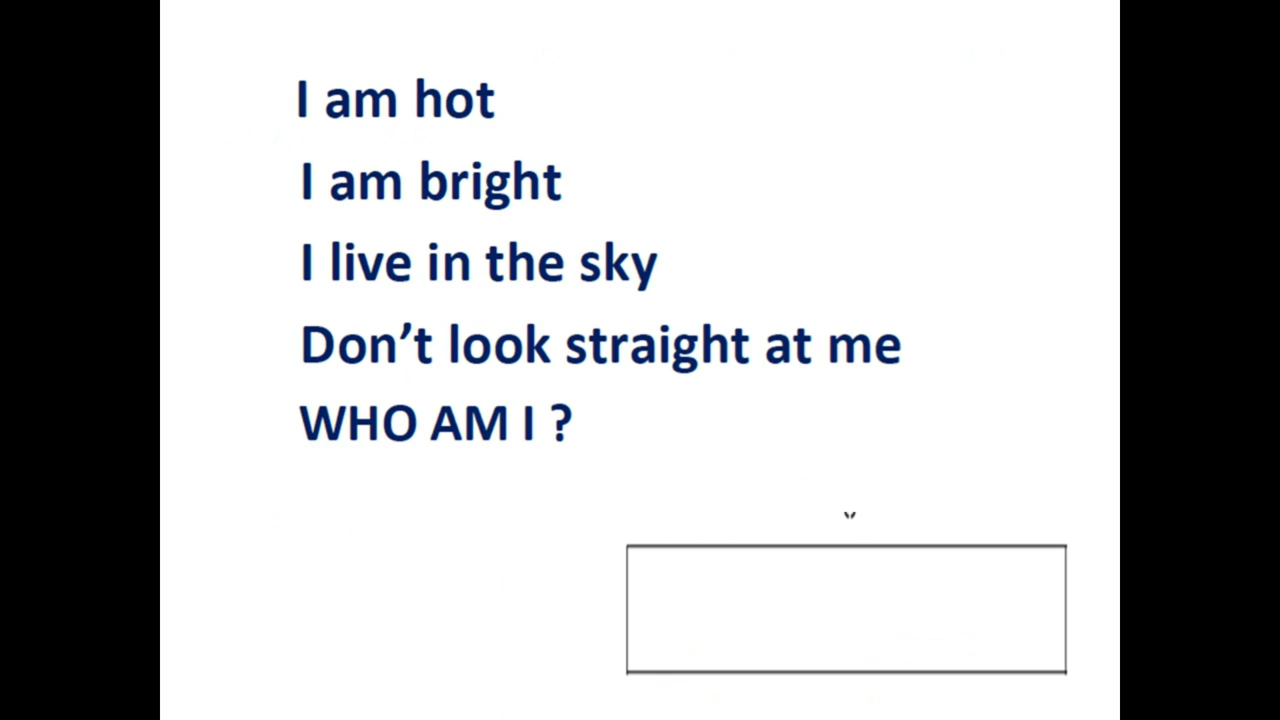 I am hot
I am bright
I live in the sky
Don’t look straight at me
WHO AM I ?